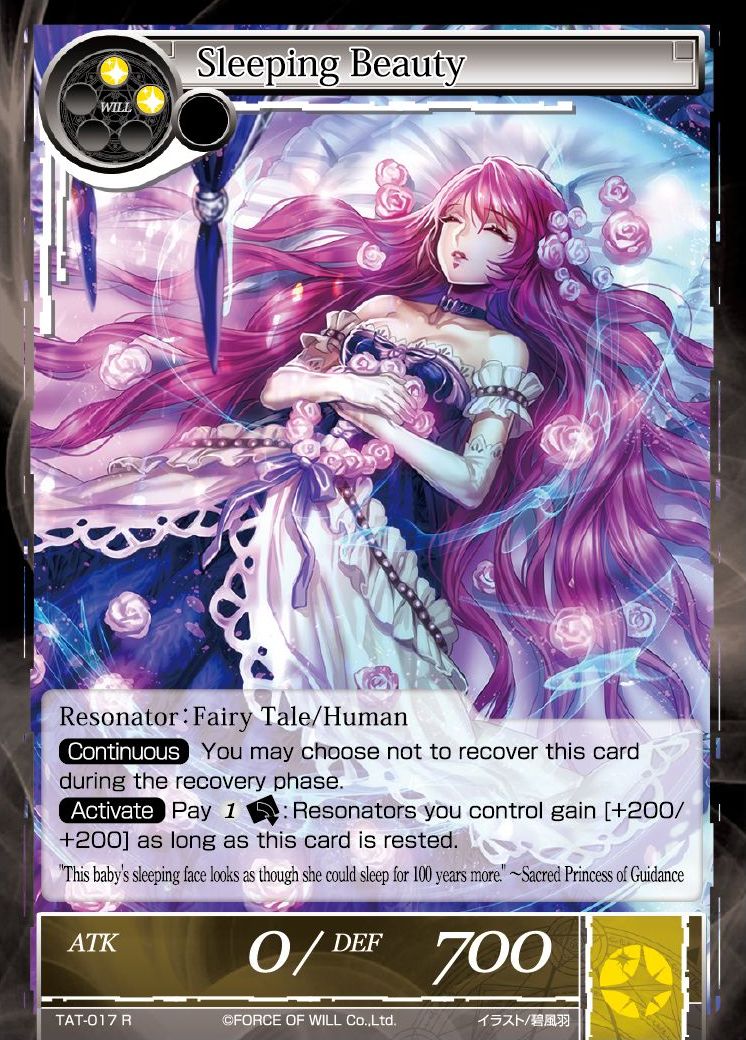 Sleeping Beauty
WILL
Resonator:Fairy Tale/Human
Continuous You may choose not to recover this card
during the recovery phase.
Activate Pay 1 : Resonators you control gain [+200/
+200] as long as this card is rested.
"This baby's sleeping face looks as though she could sleep for 100 years more." ~Sacred Princess of Guidance
ATK 0/ DEF 700
TAT-017 R ©FORCE OF WILL Co.,Ltd. イラスト/碧風羽